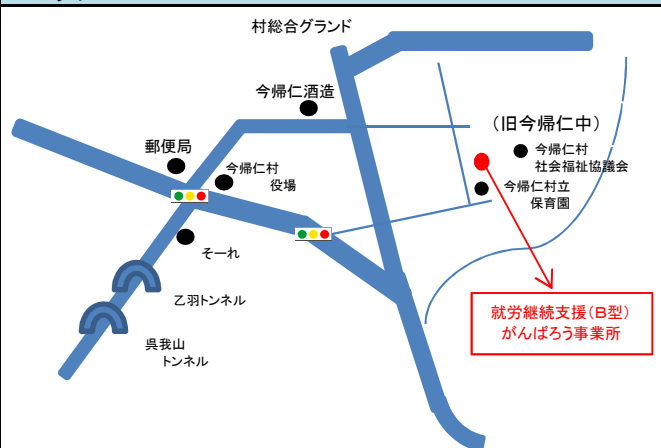 村総合グランド
今帰仁酒造
(旧今帰仁中)
郵便局
今帰仁村
社会福祉協議会
今帰仁村
役場
今帰仁村立
保育園
そーれ
乙羽トンネル
就労継続支援(B型)
がんばろう事業所
呉我山
トンネル